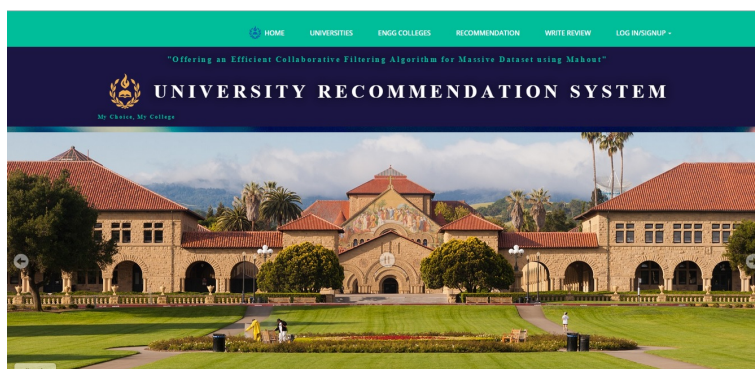 HOME UNIVERSITIES ENGG COLLEGES RECOMMENDATION WRITE REVIEW LOG IN/SIGNUP
"Offering an Efficient Collaborative Filtering Algorithm for Massive Dataset using Mahout"
UNIVERSITY RECOMMENDATION SYSTEM
My Choice, My College